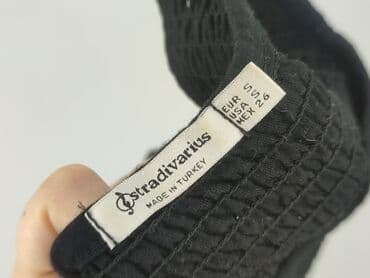 stradivarius
MADE IN TURKEY
EUR S
USA S
MEX 26